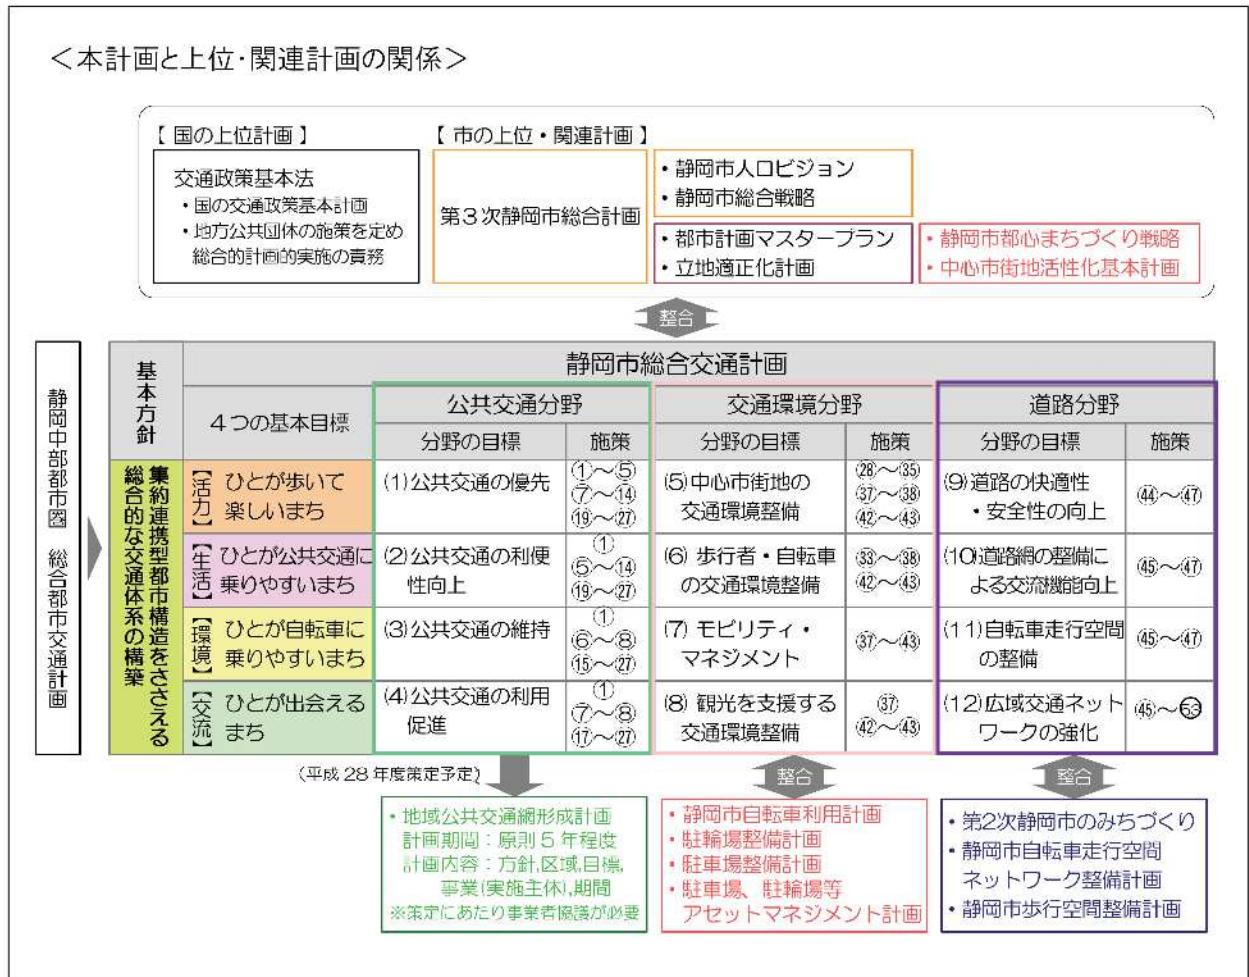 ＜本計画と上位・関連計画の関係＞
【 国の上位計画 】
【 市の上位・関連計画 】
交通政策基本法
・国の交通政策基本計画
・地方公共団体の施策を定め
総合的計画的実施の責務
第３次静岡市総合計画
・静岡市人口ビジョン
・静岡市総合戦略
・都市計画マスタープラン
・立地適正化計画
・静岡市都心まちづくり戦略
・中心市街地活性化基本計画
整合
静岡中部都市圏　総合都市交通計画
基本方針
静岡市総合交通計画
４つの基本目標
公共交通分野
交通環境分野
道路分野
分野の目標
施策
分野の目標
施策
分野の目標
施策
集約連携型都市構造をささえる
総合的な交通体系の構築
【活力】
ひとが歩いて
楽しいまち
(1)公共交通の優先
①～⑤
⑦～⑭
⑲～㉗
(5)中心市街地の
交通環境整備
㉘～㉟
㊲～㊳
㊷～㊸
(9)道路の快適性
・安全性の向上
㊹～㊼
【生活】
ひとが公共交通に
乗りやすいまち
(2)公共交通の利便
性向上
①
⑤～⑭
⑲～㉗
(6) 歩行者・自転車
の交通環境整備
㉝～㊳
㊷～㊸
(10)道路網の整備に
よる交流機能向上
㊺～㊼
【環境】
ひとが自転車に
乗りやすいまち
(3)公共交通の維持
①
⑥～⑧
⑮～㉗
(7) モビリティ・
マネジメント
㊲～㊸
(11)自転車走行空間
の整備
㊺～㊼
【交流】
ひとが出会える
まち
(4)公共交通の利用
促進
①
⑦～⑧
⑰～㉗
(8) 観光を支援する
交通環境整備
㊲
㊷～㊸
(12)広域交通ネット
ワークの強化
(平成 28 年度策定予定)
整合
整合
・地域公共交通網形成計画
計画期間：原則５年程度
計画内容：方針,区域,目標,
事業(実施主体),期間
※策定にあたり事業者協議が必要
・静岡市自転車利用計画
・駐輪場整備計画
・駐車場整備計画
・駐車場、駐輪場等
アセットマネジメント計画
・第2次静岡市のみちづくり
・静岡市自転車走行空間
ネットワーク整備計画
・静岡市歩行空間整備計画